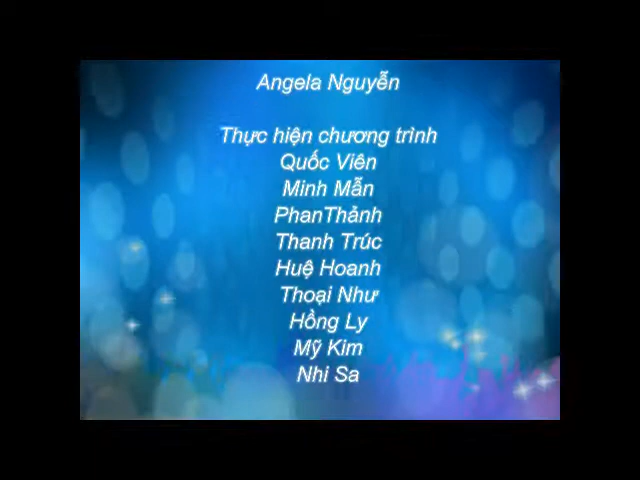 Angela Nguyễn
Thực hiện chương trình
Quốc Viên
Minh Mẫn
PhanThảnh
Thanh Trúc
Huệ Hoanh
Thoại Như
Hồng Ly
Mỹ Kim
Nhi Sa